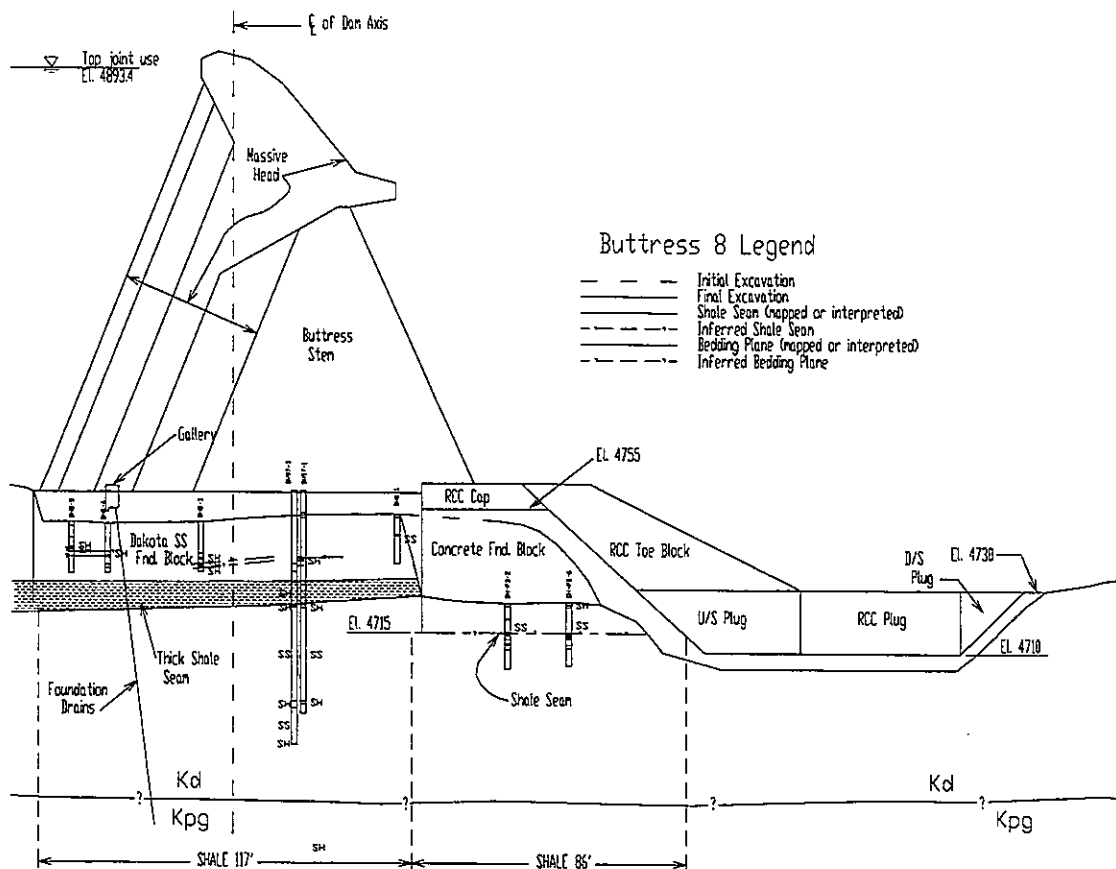 ℄ of Dam Axis
Top joint use
El. 4893.4
Massive
Head
Buttress 8 Legend
Initial Excavation
Final Excavation
Shale Seam (mapped or interpreted)
Inferred Shale Seam
Bedding Plane (mapped or interpreted)
Inferred Bedding Plane
Buttress
Stem
Gallery
El. 4755
RCC Cap
Dakota SS
Fnd. Block
SH
SH
SH
SH
SS
Concrete Fnd. Block
RCC Toe Block
D/S
Plug
El. 4730
SH
SH
SS
SS
El. 4715
SS
SS
U/S Plug
RCC Plug
El. 4710
Thick Shale
Seam
Foundation
Drains
SH
SH
SS
SH
Shale Seam
Kd
Kd
?
?
?
?
Kpg
Kpg
SH
SHALE 117'
SHALE 86'